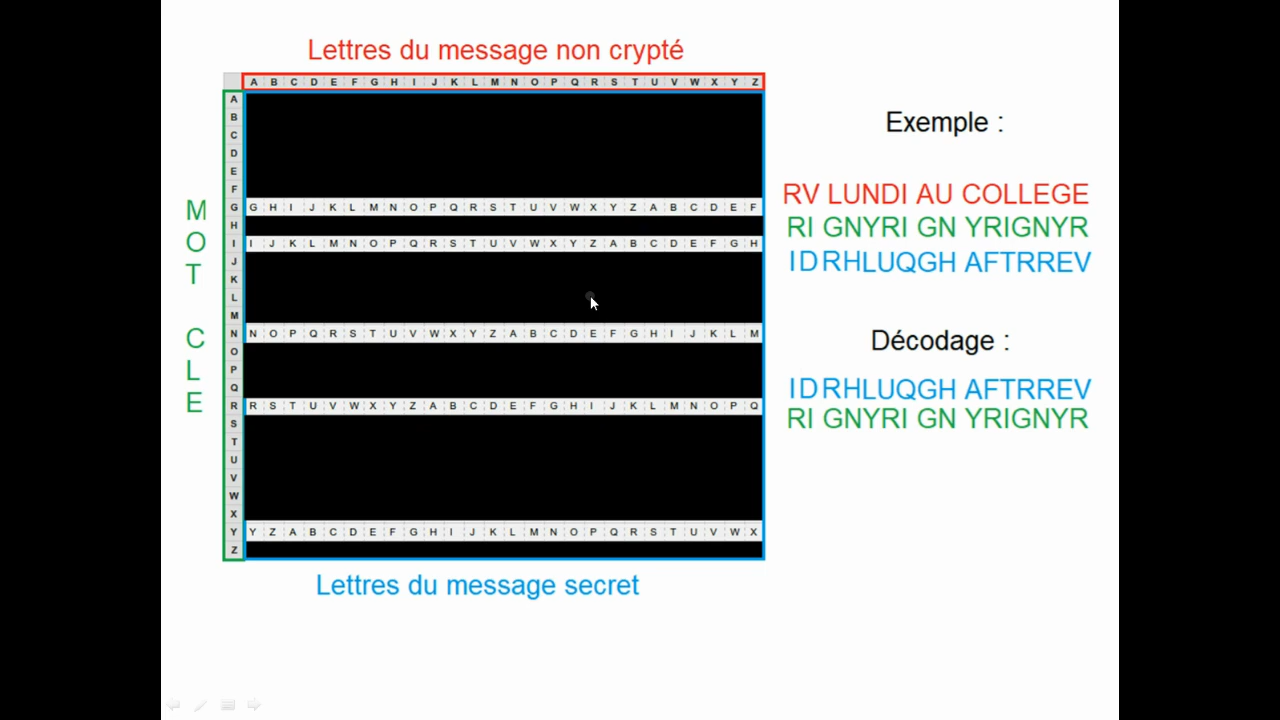 Lettres du message non crypté
A B C D E F G H I J K L M N O P Q R S T U V W X Y Z
A
B
C
D
E
F
G G H I J K L M N O P Q R S T U V W X Y Z A B C D E F
H
I I J K L M N O P Q R S T U V W X Y Z A B C D E F G H
J
K
L
M
N N O P Q R S T U V W X Y Z A B C D E F G H I J K L M
O
P
Q
R R S T U V W X Y Z A B C D E F G H I J K L M N O P Q
S
T
U
V
W
X
Y Y Z A B C D E F G H I J K L M N O P Q R S T U V W X
Z
MOT CLE
Lettres du message secret
Exemple :
RV LUNDI AU COLLEGE
RI GNYRI GN YRIGNYR
ID RHLUQGH AFTRREV
Décodage :
ID RHLUQGH AFTRREV
RI GNYRI GN YRIGNYR